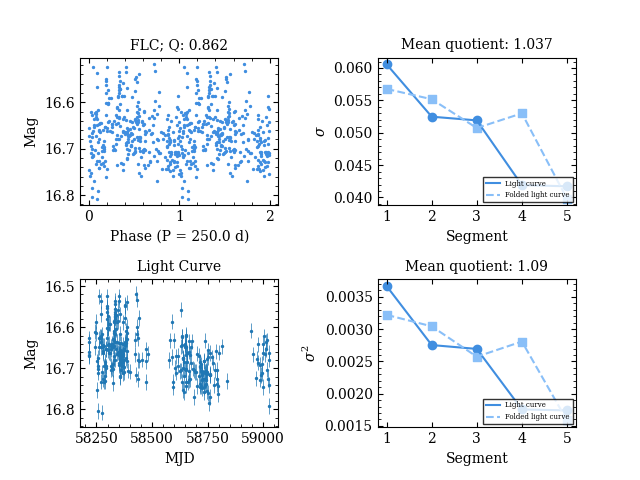 FLC; Q: 0.862
Mag
16.6
16.7
16.8
0
1
2
Phase (P = 250.0 d)
Mean quotient: 1.037
σ
0.060
0.055
0.050
0.045
0.040
Light curve
Folded light curve
1
2
3
4
5
Segment
Light Curve
Mag
16.5
16.6
16.7
16.8
58250
58500
58750
59000
MJD
Mean quotient: 1.09
σ²
0.0035
0.0030
0.0025
0.0020
0.0015
Light curve
Folded light curve
1
2
3
4
5
Segment